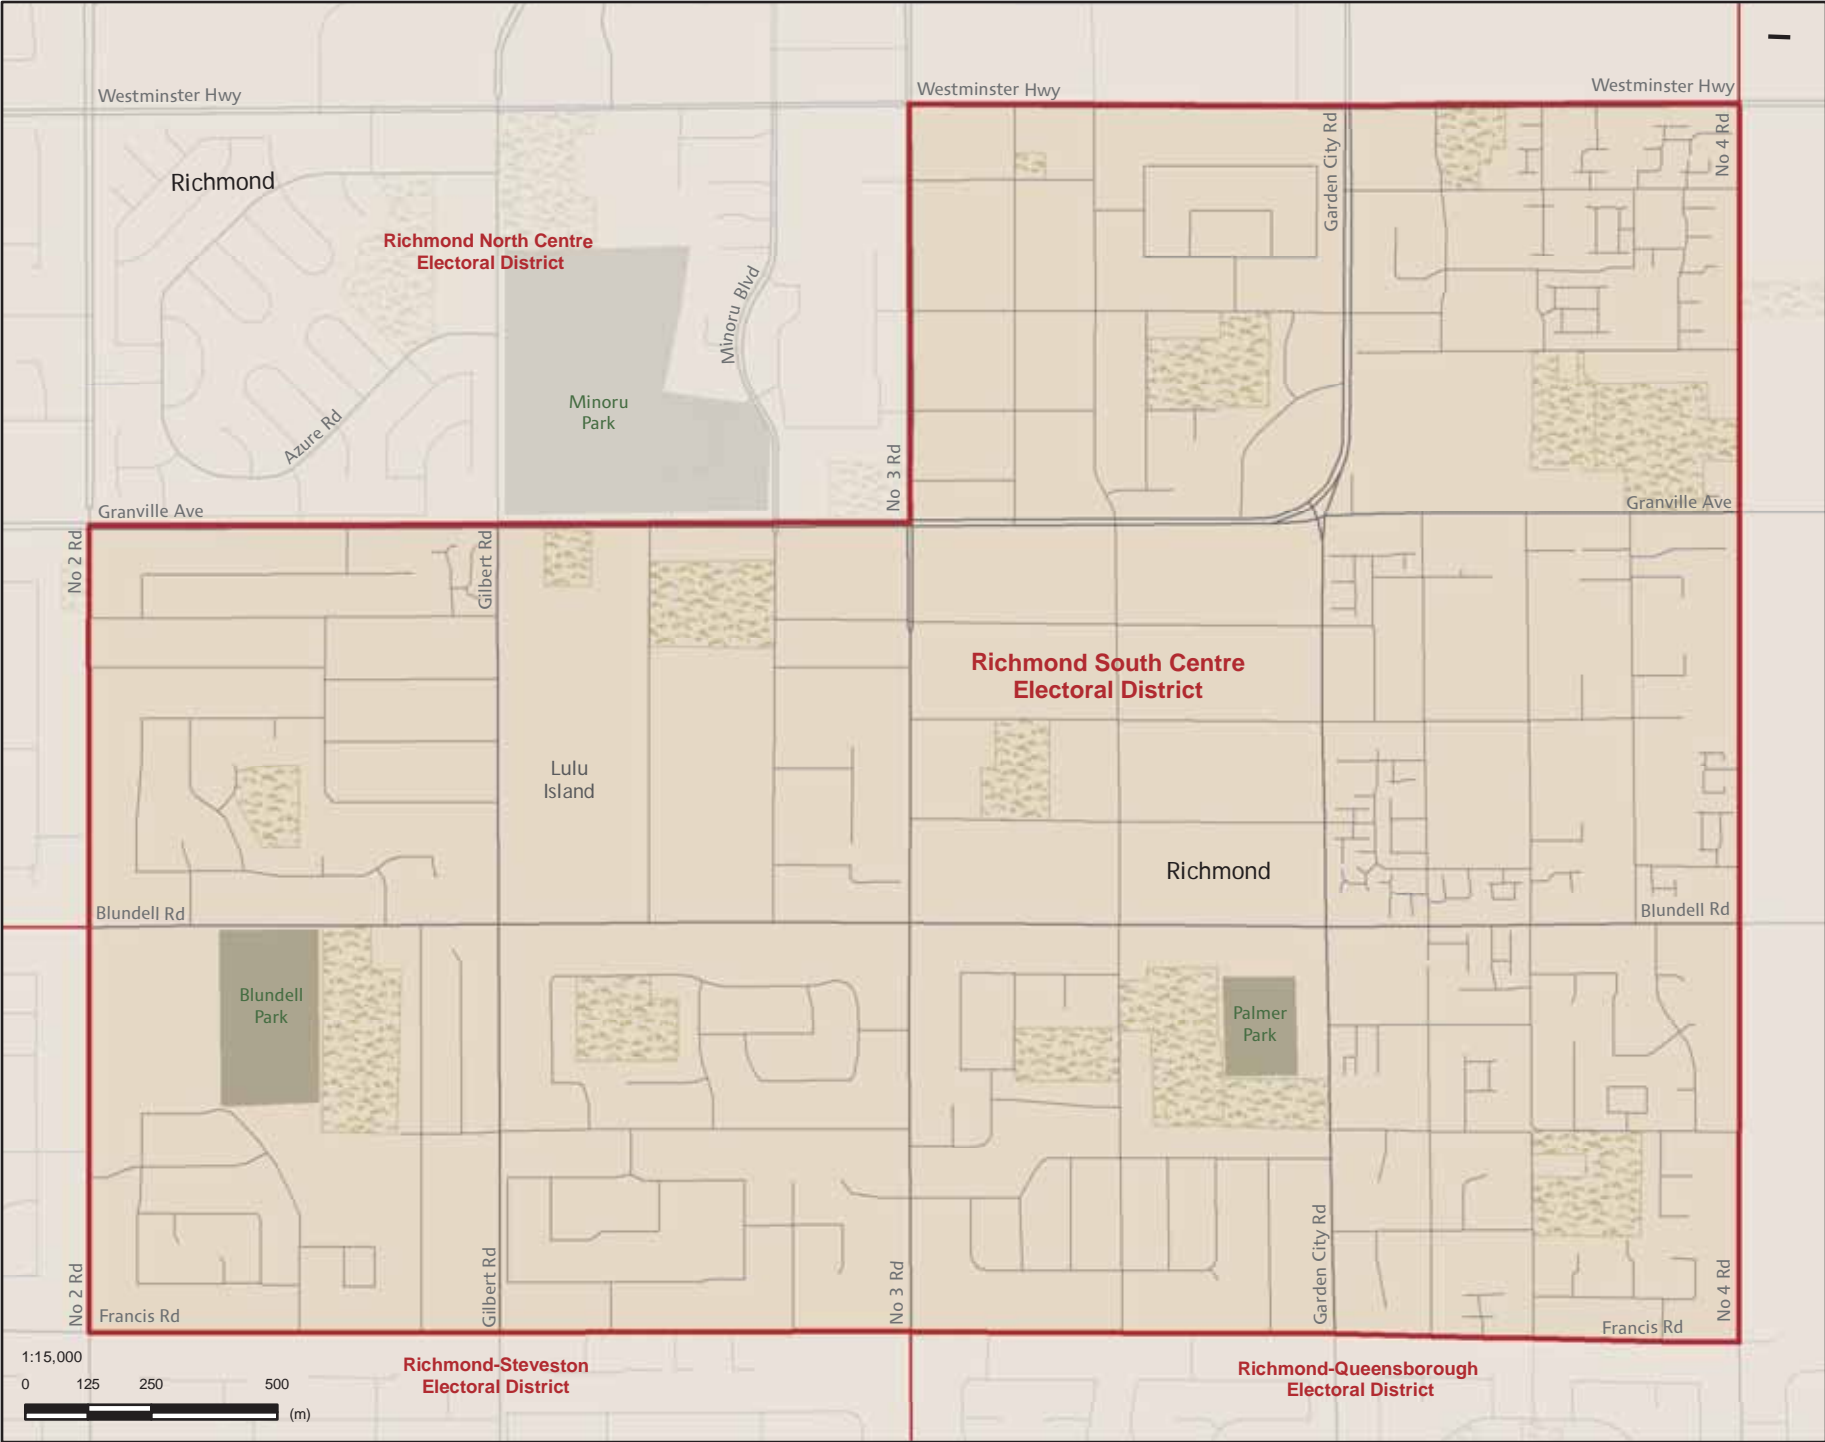 Westminster Hwy
Westminster Hwy
Westminster Hwy
Richmond
Garden City Rd
No 4 Rd
Richmond North Centre
Electoral District
Minoru Blvd
Minoru
Park
Azure Rd
No 3 Rd
Granville Ave
Granville Ave
No 2 Rd
Gilbert Rd
Richmond South Centre
Electoral District
Lulu
Island
Richmond
Blundell Rd
Blundell Rd
Blundell
Park
Palmer
Park
No 2 Rd
Gilbert Rd
No 3 Rd
Garden City Rd
No 4 Rd
Francis Rd
Francis Rd
1:15,000
0 125 250 500
(m)
Richmond-Steveston
Electoral District
Richmond-Queensborough
Electoral District